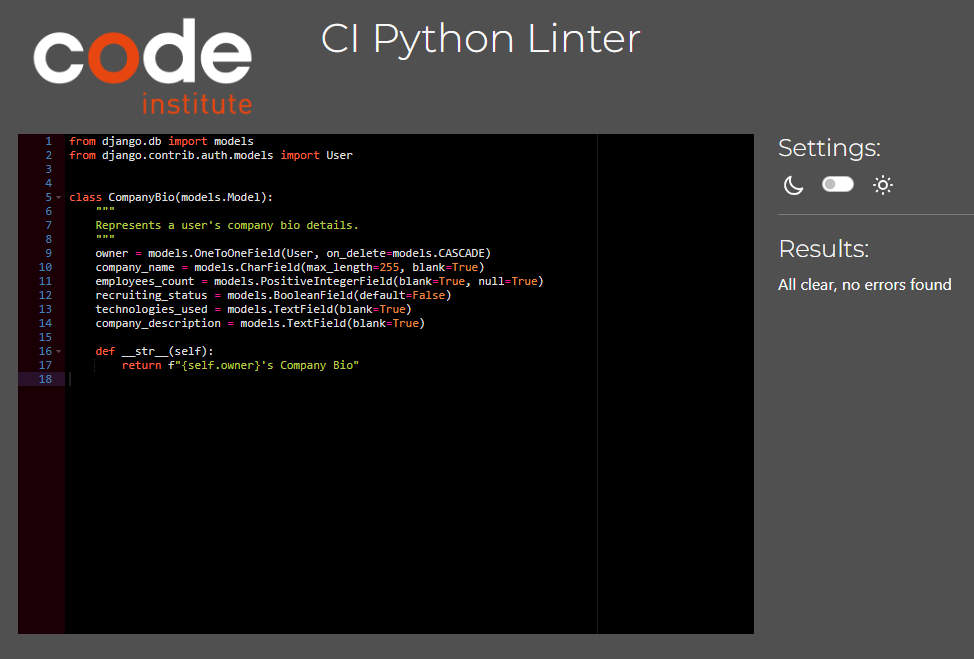 code
institute
CI Python Linter
1 from django.db import models
2 from django.contrib.auth.models import User
3
4
5 class CompanyBio(models.Model):
6     """
7     Represents a user's company bio details.
8     """
9     owner = models.OneToOneField(User, on_delete=models.CASCADE)
10     company_name = models.CharField(max_length=255, blank=True)
11     employees_count = models.PositiveIntegerField(blank=True, null=True)
12     recruiting_status = models.BooleanField(default=False)
13     technologies_used = models.TextField(blank=True)
14     company_description = models.TextField(blank=True)
15
16     def __str__(self):
17         return f"{self.owner}'s Company Bio"
18
Settings:
Results:
All clear, no errors found